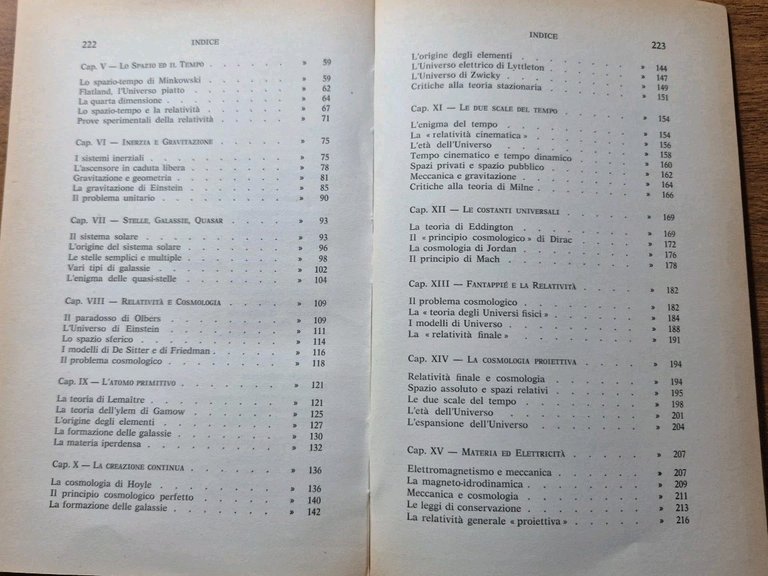 222 INDICE
Cap. V — Lo Spazio ed il Tempo . . . . . . » 59
Lo spazio-tempo di Minkowski . . . . . . » 59
Flatland, l'Universo piatto . . . . . . » 62
La quarta dimensione . . . . . . » 64
Lo spazio-tempo e la relatività . . . . . . » 67
Prove sperimentali della relatività . . . . . . » 71
Cap. VI — Inerzia e Gravitazione . . . . . . » 75
I sistemi inerziali . . . . . . » 75
L'ascensore in caduta libera . . . . . . » 78
Gravitazione e geometria . . . . . . » 81
La gravitazione di Einstein . . . . . . » 85
Il problema unitario . . . . . . » 90
Cap. VII — Stelle, Galassie, Quasar . . . . . . » 93
Il sistema solare . . . . . . » 93
L'origine del sistema solare . . . . . . » 96
Le stelle semplici e multiple . . . . . . » 98
Vari tipi di galassie . . . . . . » 102
L'enigma delle quasi-stelle . . . . . . » 104
Cap. VIII — Relatività e Cosmologia . . . . . . » 109
Il paradosso di Olbers . . . . . . » 109
L'Universo di Einstein . . . . . . » 111
Lo spazio sferico . . . . . . » 114
I modelli di De Sitter e di Friedman . . . . . . » 116
Il problema cosmologico . . . . . . » 118
Cap. IX — L'atomo primitivo . . . . . . » 121
La teoria di Lemaître . . . . . . » 121
La teoria dell'ylem di Gamow . . . . . . » 125
L'origine degli elementi . . . . . . » 127
La formazione delle galassie . . . . . . » 130
La materia iperdensa . . . . . . » 132
Cap. X — La creazione continua . . . . . . » 136
La cosmologia di Hoyle . . . . . . » 136
Il principio cosmologico perfetto . . . . . . » 140
La formazione delle galassie . . . . . . » 142
INDICE 223
L'origine degli elementi . . . . . . » 144
L'Universo elettrico di Lyttleton . . . . . . » 147
L'Universo di Zwicky . . . . . . » 149
Critiche alla teoria stazionaria . . . . . . » 151
Cap. XI — Le due scale del tempo . . . . . . » 154
L'enigma del tempo . . . . . . » 154
La « relatività cinematica » . . . . . . » 156
L'età dell'Universo . . . . . . » 158
Tempo cinematico e tempo dinamico . . . . . . » 160
Spazi privati e spazio pubblico . . . . . . » 162
Meccanica e gravitazione . . . . . . » 164
Critiche alla teoria di Milne . . . . . . » 166
Cap. XII — Le costanti universali . . . . . . » 169
La teoria di Eddington . . . . . . » 169
Il « principio cosmologico » di Dirac . . . . . . » 172
La cosmologia di Jordan . . . . . . » 176
Il principio di Mach . . . . . . » 178
Cap. XIII — Fantappié e la Relatività . . . . . . » 182
Il problema cosmologico . . . . . . » 182
La « teoria degli Universi fisici » . . . . . . » 184
I modelli di Universo . . . . . . » 188
La « relatività finale » . . . . . . » 191
Cap. XIV — La cosmologia proiettiva . . . . . . » 194
Relatività finale e cosmologia . . . . . . » 194
Spazio assoluto e spazi relativi . . . . . . » 195
Le due scale del tempo . . . . . . » 198
L'età dell'Universo . . . . . . » 201
L'espansione dell'Universo . . . . . . » 204
Cap. XV — Materia ed Elettricità . . . . . . » 207
Elettromagnetismo e meccanica . . . . . . » 207
La magneto-idrodinamica . . . . . . » 209
Meccanica e cosmologia . . . . . . » 211
Le leggi di conservazione . . . . . . » 213
La relatività generale « proiettiva » . . . . . . » 216